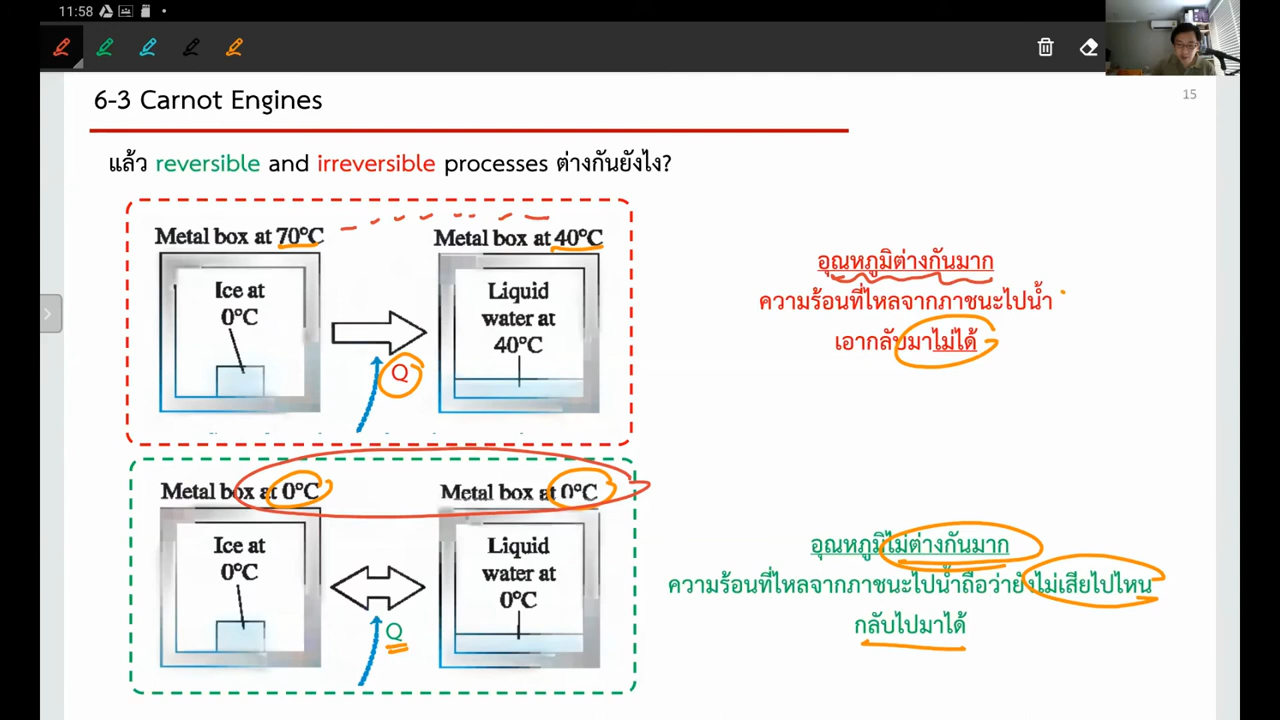 11:58
6-3 Carnot Engines
15
แล้ว reversible and irreversible processes ต่างกันยังไง?
Metal box at 70°C
Metal box at 40°C
Ice at
0°C
Liquid
water at
40°C
Q
อุณหภูมิต่างกันมาก
ความร้อนที่ไหลจากภาชนะไปน้ำ
เอากลับมาไม่ได้
Metal box at 0°C
Metal box at 0°C
Ice at
0°C
Liquid
water at
0°C
Q
อุณหภูมิไม่ต่างกันมาก
ความร้อนที่ไหลจากภาชนะไปน้ำถือว่ายังไม่เสียไปไหน
กลับไปมาได้